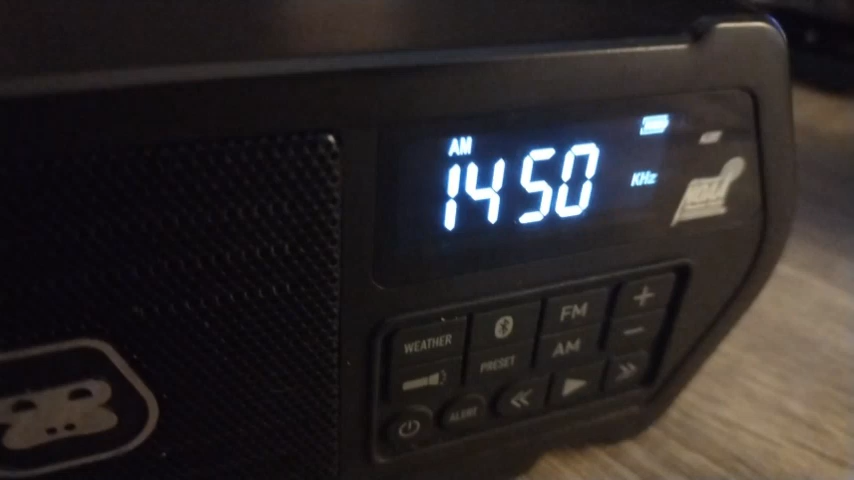 AM
1450
KHz
WEATHER
PRESET
FM
AM
+
-
ALERT